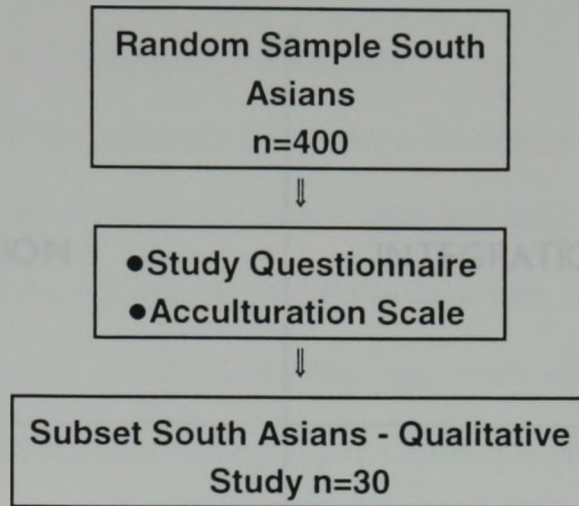 Random Sample South
Asians
n=400
⇓
●Study Questionnaire
●Acculturation Scale
⇓
Subset South Asians - Qualitative
Study n=30